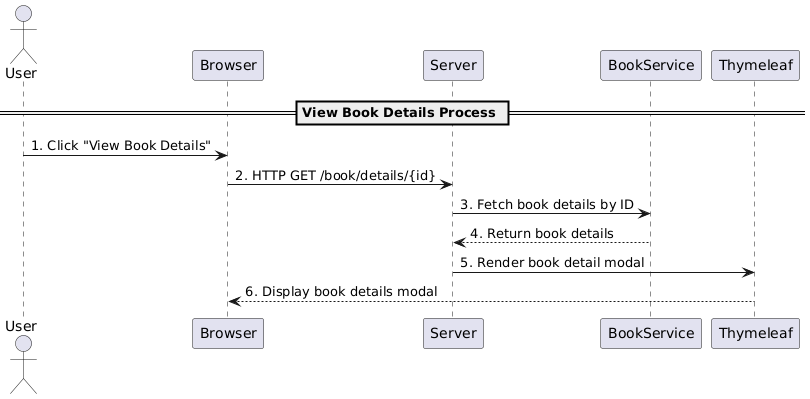 User
Browser
Server
BookService
Thymeleaf
View Book Details Process
1. Click "View Book Details"
2. HTTP GET /book/details/{id}
3. Fetch book details by ID
4. Return book details
5. Render book detail modal
6. Display book details modal
User
Browser
Server
BookService
Thymeleaf